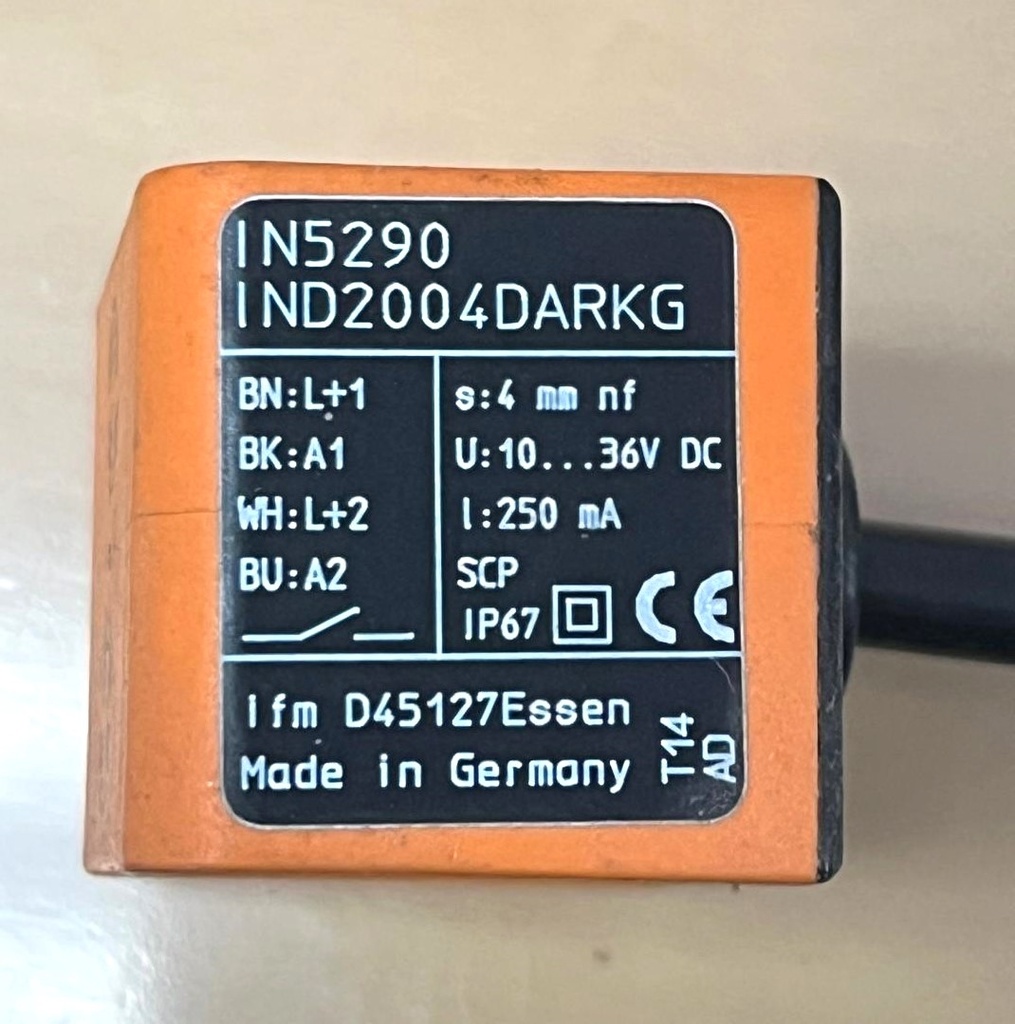 IN5290
IND2004DARKG
BN:L+1
BK:A1
WH:L+2
BU:A2
s:4 mm nf
U:10...36V DC
I:250 mA
SCP
IP67 CE
ifm D45127Essen
Made in Germany
T14
AD